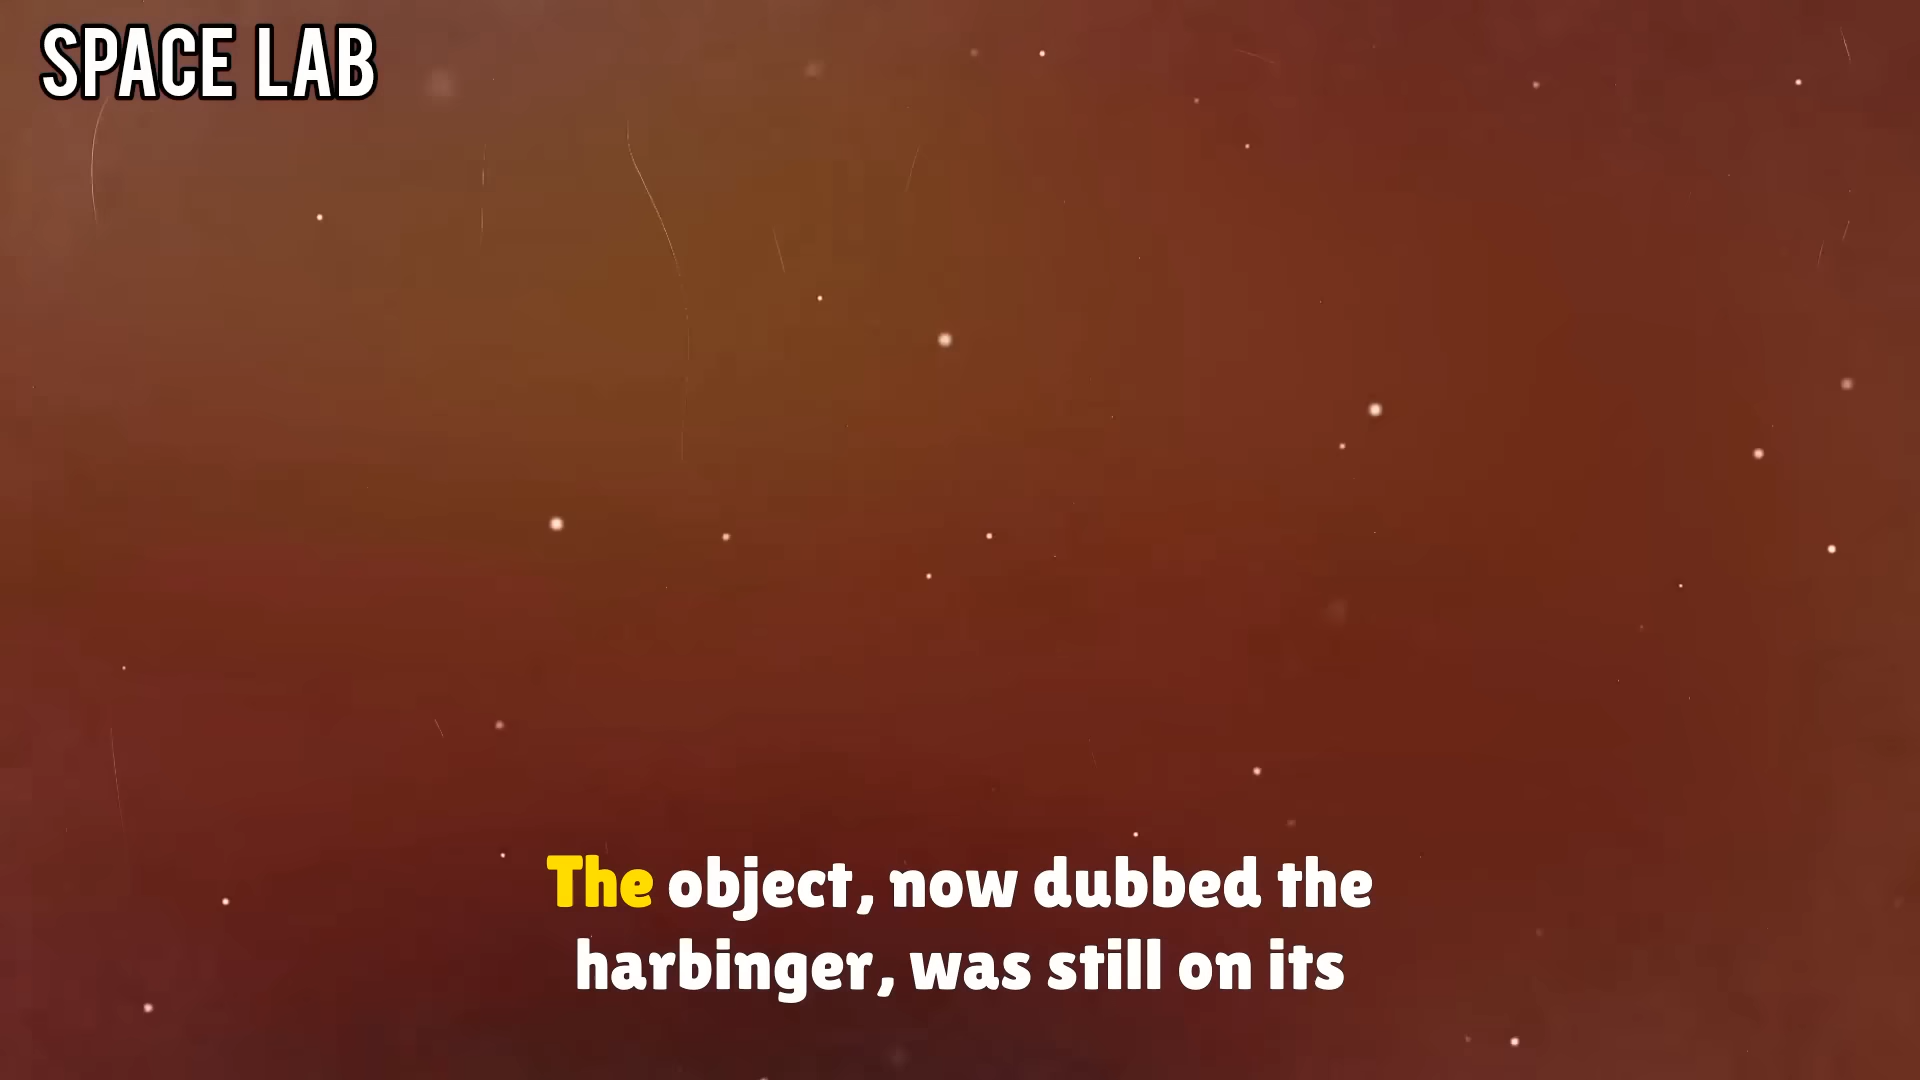 SPACE LAB
The object, now dubbed the
harbinger, was still on its